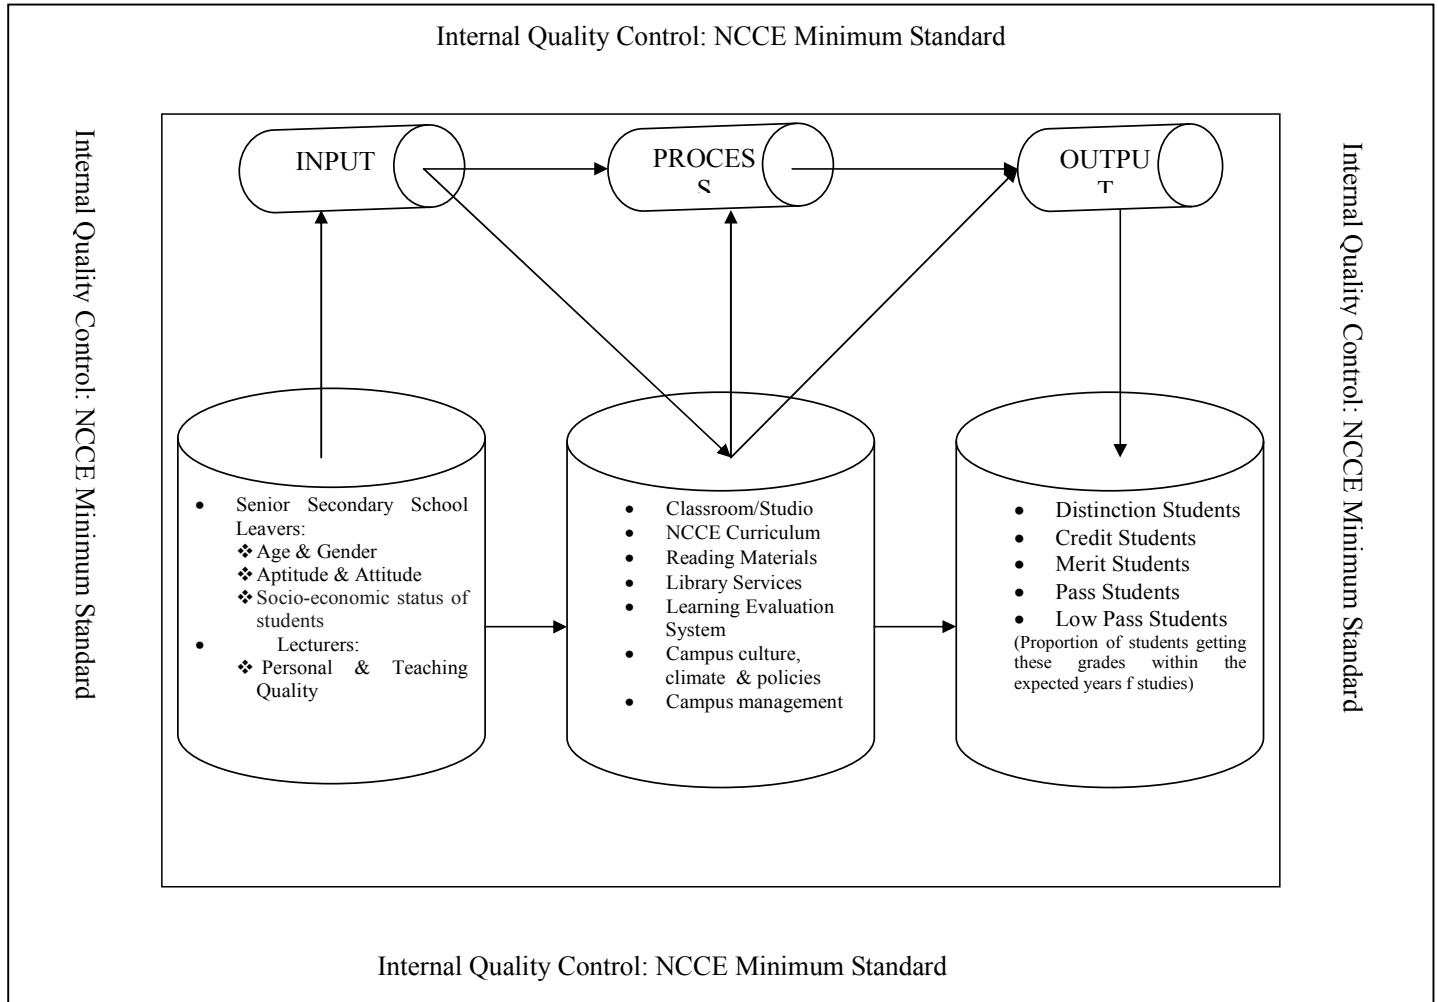 Internal Quality Control: NCCE Minimum Standard
Internal Quality Control: NCCE Minimum Standard
INPUT
PROCES
S
OUTPU
T
Internal Quality Control: NCCE Minimum Standard
• Senior Secondary School
Leavers:
❖Age & Gender
❖Aptitude & Attitude
❖Socio-economic status of
students
• Lecturers:
❖ Personal & Teaching
Quality
• Classroom/Studio
• NCCE Curriculum
• Reading Materials
• Library Services
• Learning Evaluation
System
• Campus culture,
climate & policies
• Campus management
• Distinction Students
• Credit Students
• Merit Students
• Pass Students
• Low Pass Students
(Proportion of students getting
these grades within the
expected years f studies)
Internal Quality Control: NCCE Minimum Standard